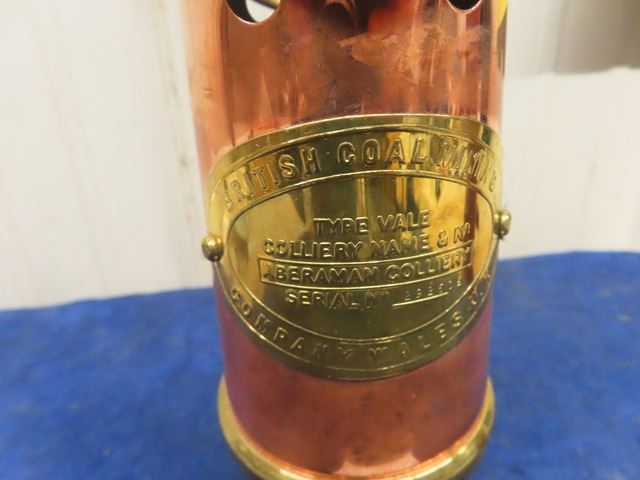 BRITISH COAL MINING
TYPE VALE
COLLIERY NAME & No
ABERAMAN COLLIERY
SERIAL No
COMPANY WALES U.K.